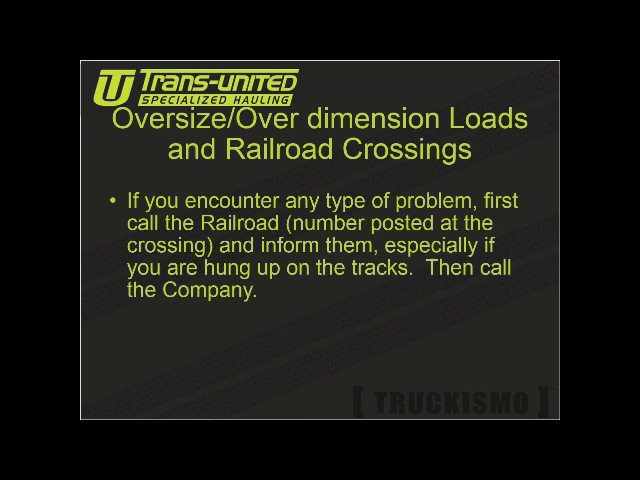 TRANS-UNITED
SPECIALIZED HAULING
Oversize/Over dimension Loads
and Railroad Crossings
• If you encounter any type of problem, first
call the Railroad (number posted at the
crossing) and inform them, especially if
you are hung up on the tracks. Then call
the Company.
[ TRUCKISMO ]